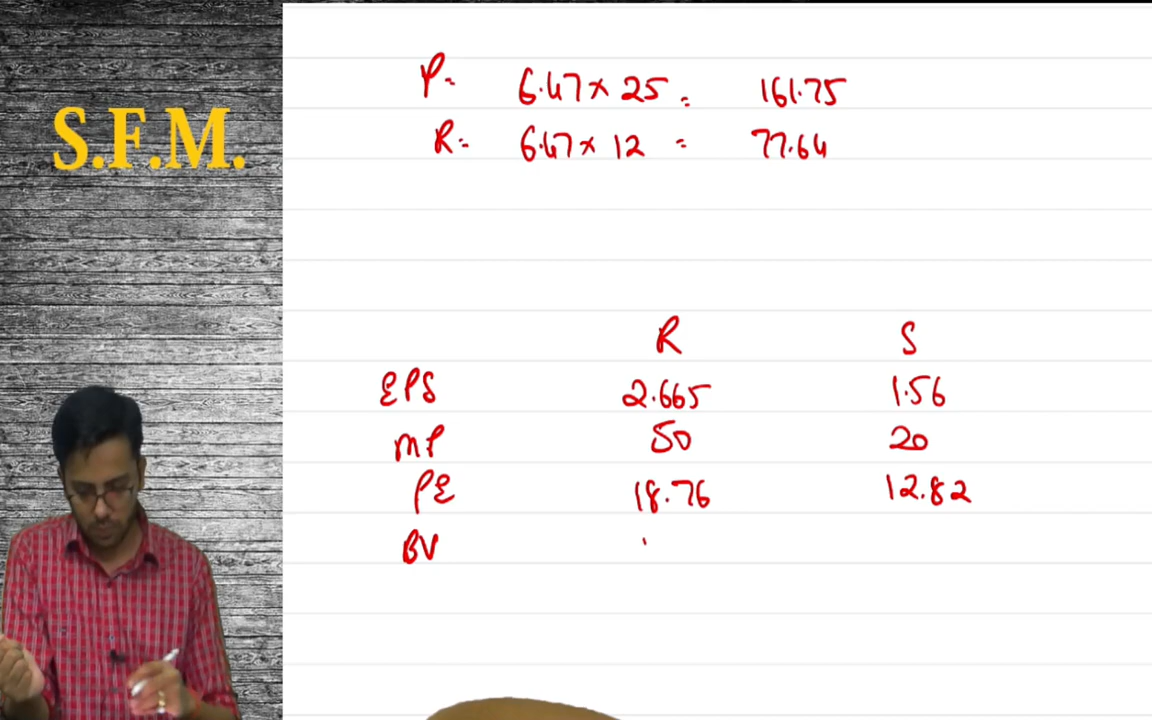 S.F.M.
P= 6.47 x 25 = 161.75
R= 6.47 x 12 = 77.64
R S
EPS 2.665 1.56
MP 50 20
PE 18.76 12.82
BV